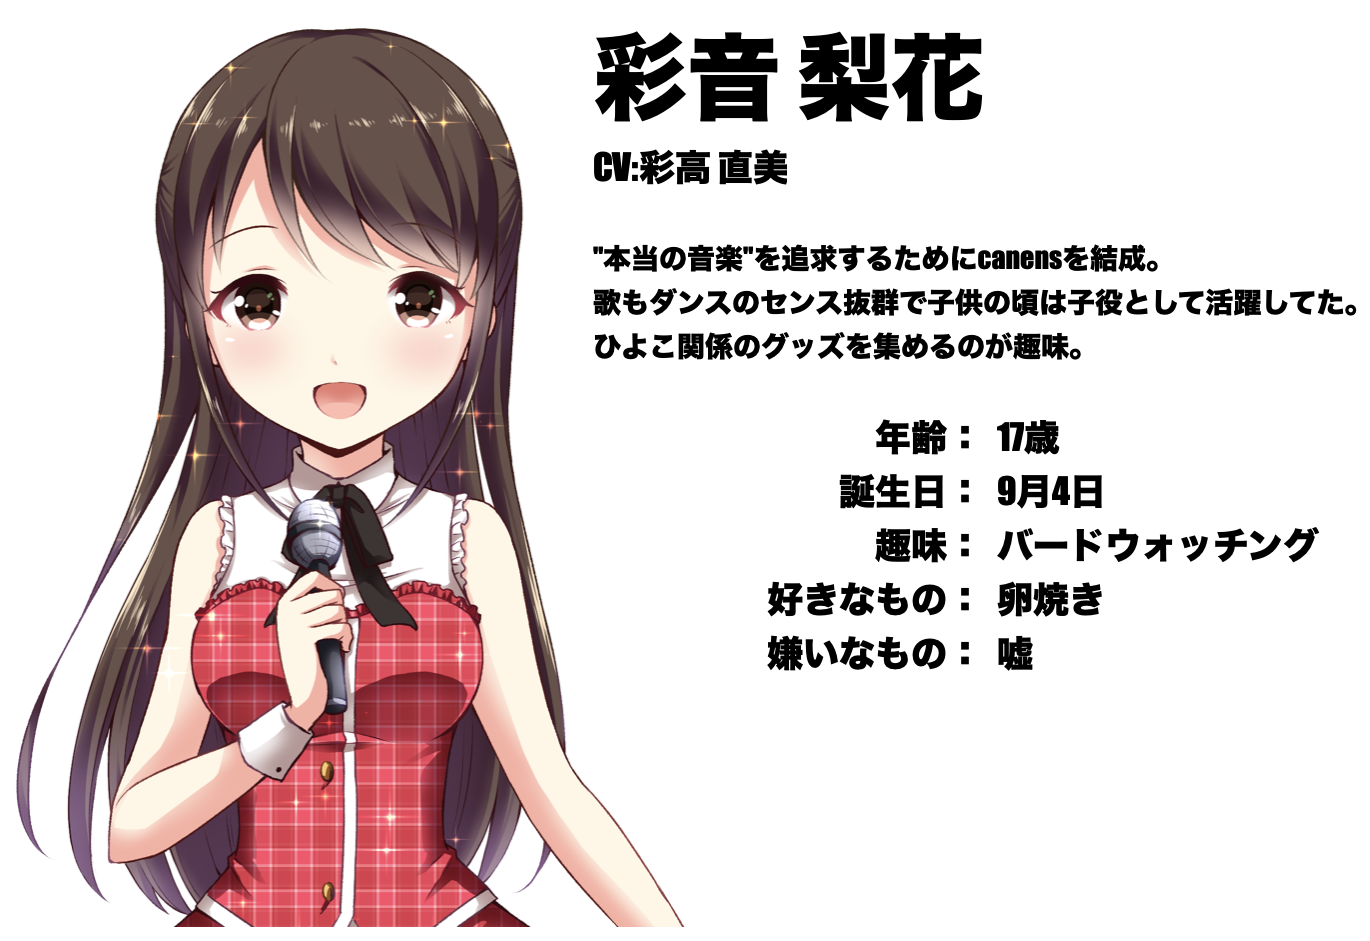 彩音 梨花
CV:彩高 直美
"本当の音楽"を追求するためにcanensを結成。
歌もダンスのセンス抜群で子供の頃は子役として活躍してた。
ひよこ関係のグッズを集めるのが趣味。
年齢： 17歳
誕生日： 9月4日
趣味： バードウォッチング
好きなもの： 卵焼き
嫌いなもの： 嘘